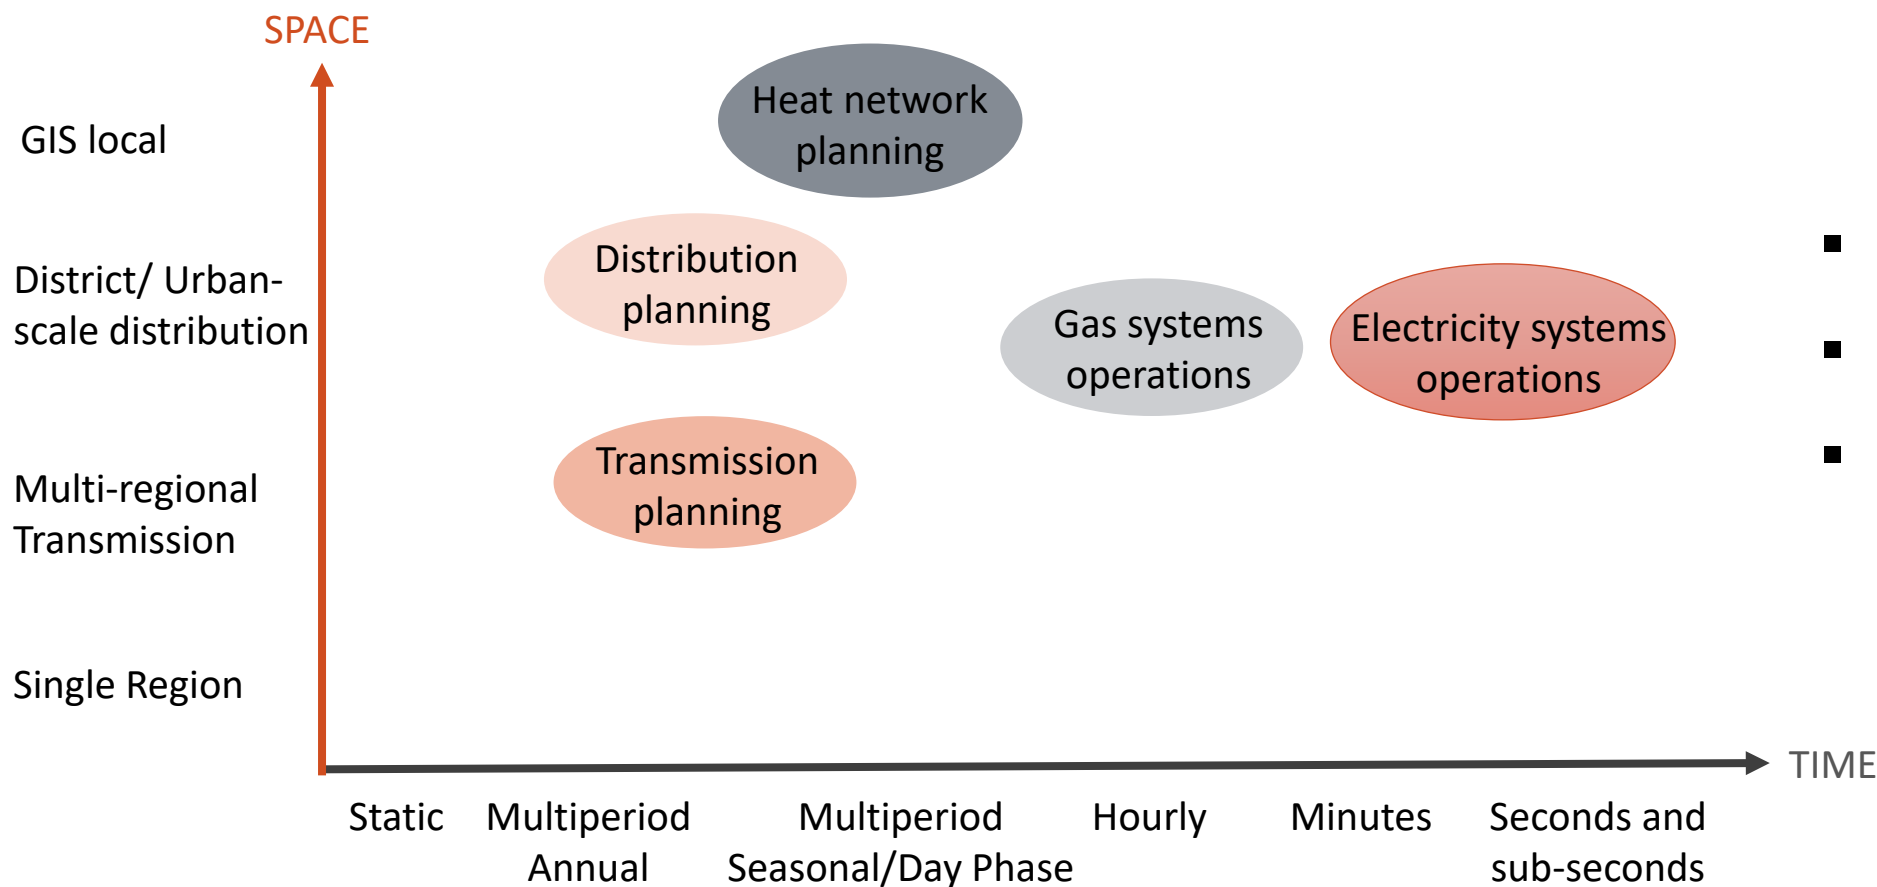 SPACE
GIS local
Heat network
planning
District/ Urban-
scale distribution
Distribution
planning
Gas systems
operations
Electricity systems
operations
Multi-regional
Transmission
Transmission
planning
Single Region
TIME
Static
Multiperiod
Annual
Multiperiod
Seasonal/Day Phase
Hourly
Minutes
Seconds and
sub-seconds